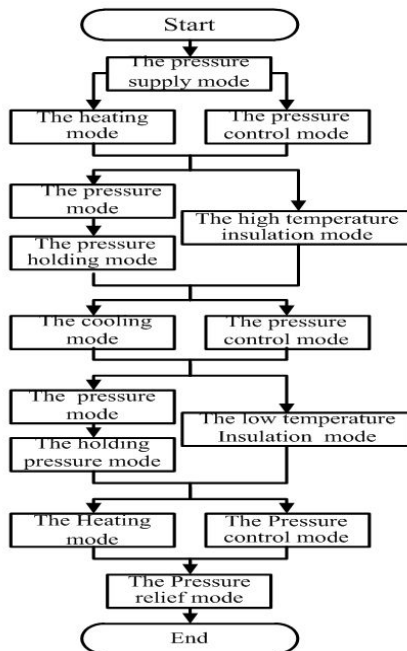 Start
The pressure
supply mode
The heating
mode
The pressure
control mode
The pressure
mode
The high temperature
insulation mode
The pressure
holding mode
The cooling
mode
The pressure
control mode
The pressure
mode
The low temperature
Insulation mode
The holding
pressure mode
The Heating
mode
The Pressure
control mode
The Pressure
relief mode
End